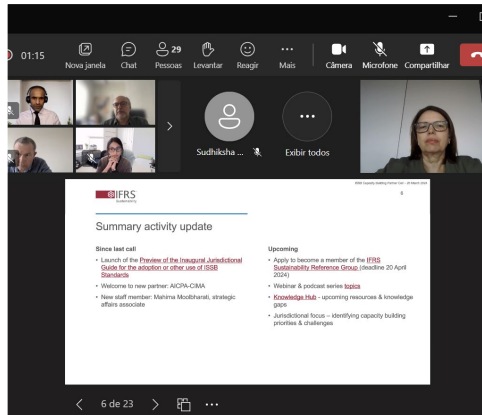 01:15
Nova janela
Chat
29
Pessoas
Levantar
Reagir
Mais
Câmera
Microfone
Compartilhar
Sudhiksha ...
Exibir todos
6
IFRS
Sustainability
Summary activity update
Since last call
• Launch of the Preview of the Inaugural Jurisdictional
Guide for the adoption or other use of ISSB
Standards
• Welcome to new partner: AICPA-CIMA
• New staff member: Mahima Moolbharati, strategic
affairs associate
Upcoming
• Apply to become a member of the IFRS
Sustainability Reference Group (deadline 20 April
2024)
• Webinar & podcast series topics
• Knowledge Hub - upcoming resources & knowledge
gaps
• Jurisdictional focus – identifying capacity building
priorities & challenges
6 de 23